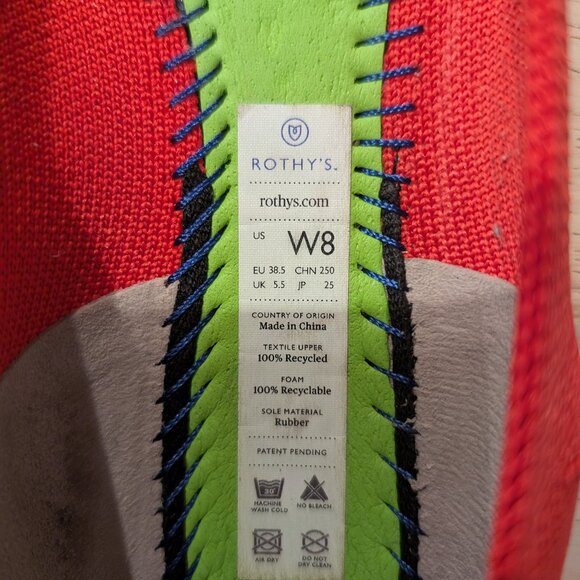 ROTHY'S™
rothys.com
US W8
EU 38.5 CHN 250
UK 5.5 JP 25
COUNTRY OF ORIGIN
Made in China
TEXTILE UPPER
100% Recycled
FOAM
100% Recyclable
SOLE MATERIAL
Rubber
PATENT PENDING
30°
MACHINE WASH COLD NO BLEACH
AIR DRY DO NOT DRY CLEAN